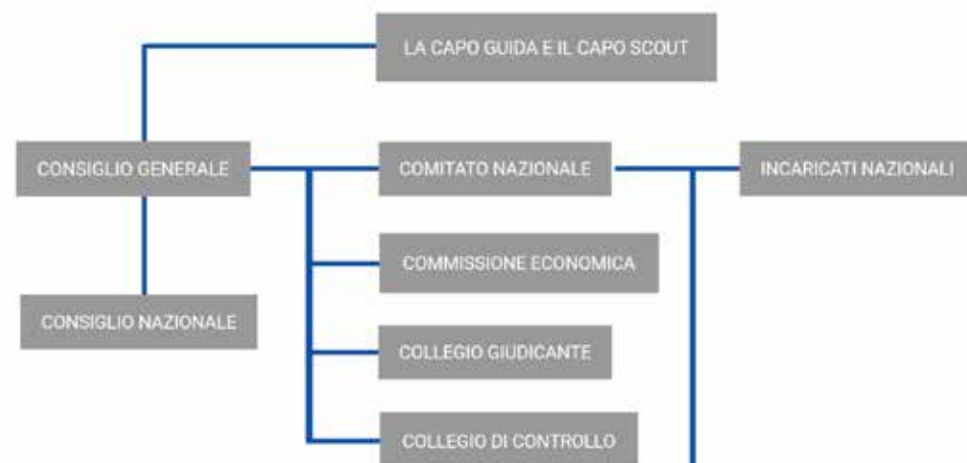 LA CAPO GUIDA E IL CAPO SCOUT
CONSIGLIO GENERALE
COMITATO NAZIONALE
INCARICATI NAZIONALI
COMMISSIONE ECONOMICA
CONSIGLIO NAZIONALE
COLLEGIO GIUDICANTE
COLLEGIO DI CONTROLLO